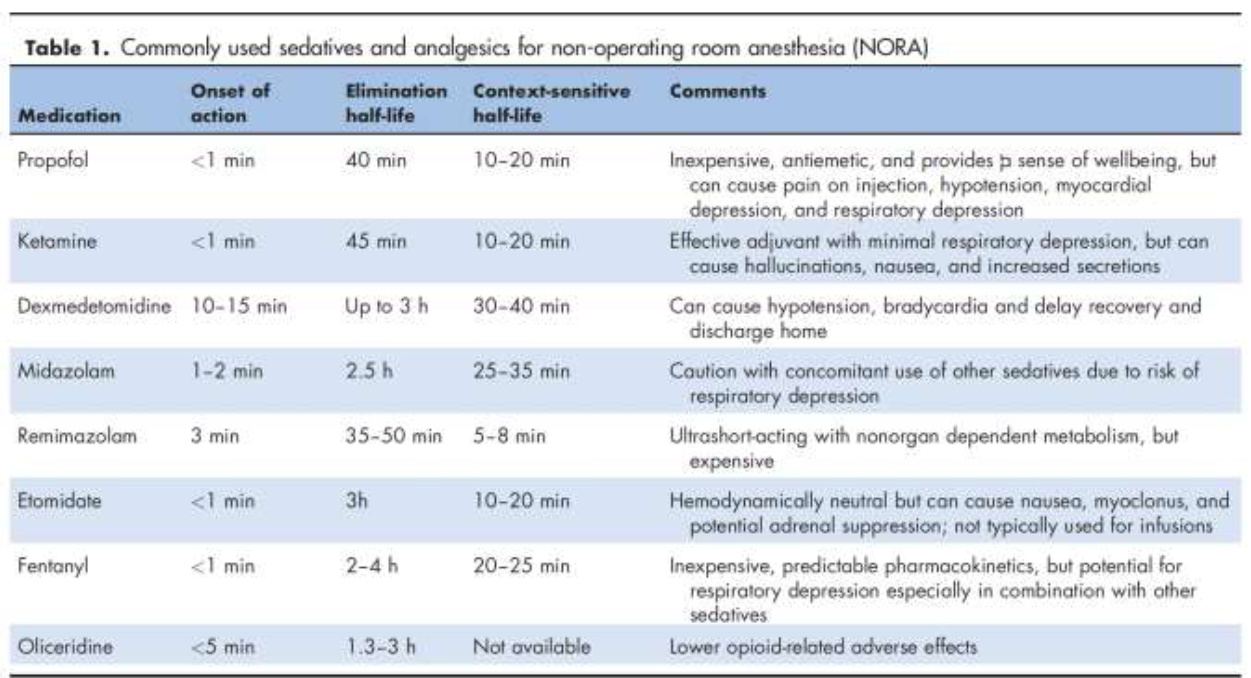 Table 1. Commonly used sedatives and analgesics for non-operating room anesthesia (NORA)
Medication Onset of action Elimination half-life Context-sensitive half-life Comments
Propofol <1 min 40 min 10–20 min Inexpensive, antiemetic, and provides a sense of wellbeing, but
can cause pain on injection, hypotension, myocardial
depression, and respiratory depression
Ketamine <1 min 45 min 10–20 min Effective adjuvant with minimal respiratory depression, but can
cause hallucinations, nausea, and increased secretions
Dexmedetomidine 10–15 min Up to 3 h 30–40 min Can cause hypotension, bradycardia and delay recovery and
discharge home
Midazolam 1–2 min 2.5 h 25–35 min Caution with concomitant use of other sedatives due to risk of
respiratory depression
Remimazolam 3 min 35–50 min 5–8 min Ultrashort-acting with nonorgan dependent metabolism, but
expensive
Etomidate <1 min 3h 10–20 min Hemodynamically neutral but can cause nausea, myoclonus, and
potential adrenal suppression; not typically used for infusions
Fentanyl <1 min 2–4 h 20–25 min Inexpensive, predictable pharmacokinetics, but potential for
respiratory depression especially in combination with other
sedatives
Oliceridine <5 min 1.3–3 h Not available Lower opioid-related adverse effects